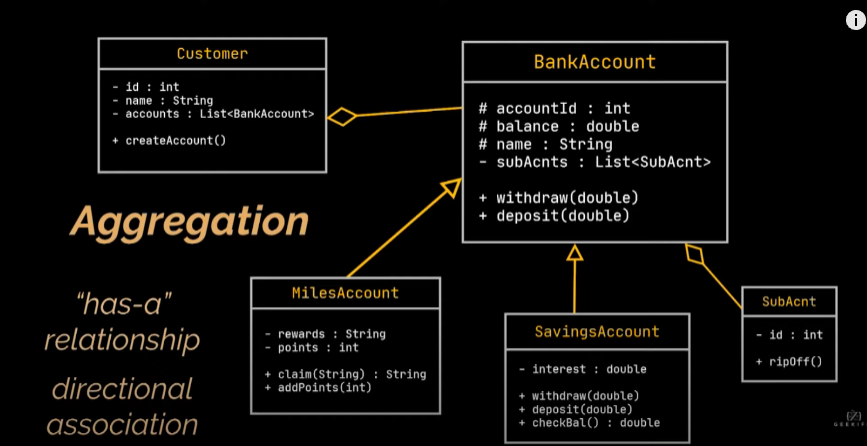 Customer
- id : int
- name : String
- accounts : List<BankAccount>
+ createAccount()
BankAccount
# accountId : int
# balance : double
# name : String
- subAcnts : List<SubAcnt>
+ withdraw(double)
+ deposit(double)
Aggregation
“has-a”
relationship
directional
association
MilesAccount
- rewards : String
- points : int
+ claim(String) : String
+ addPoints(int)
SavingsAccount
- interest : double
+ withdraw(double)
+ deposit(double)
+ checkBal() : double
SubAcnt
- id : int
+ ripOff()